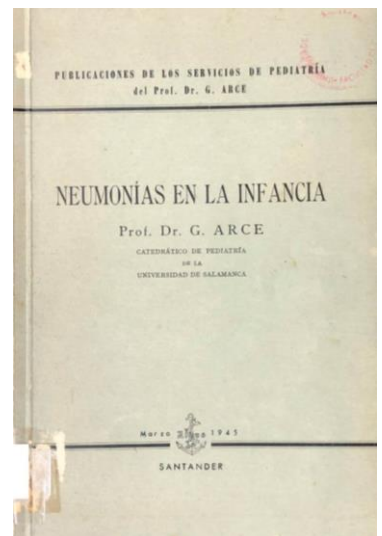 PUBLICACIONES DE LOS SERVICIOS DE PEDIATRÍA
del Prof. Dr. G. ARCE
NEUMONÍAS EN LA INFANCIA
Prof. Dr. G. ARCE
CATEDRÁTICO DE PEDIATRÍA
DE LA
UNIVERSIDAD DE SALAMANCA
Marzo 1945
SANTANDER